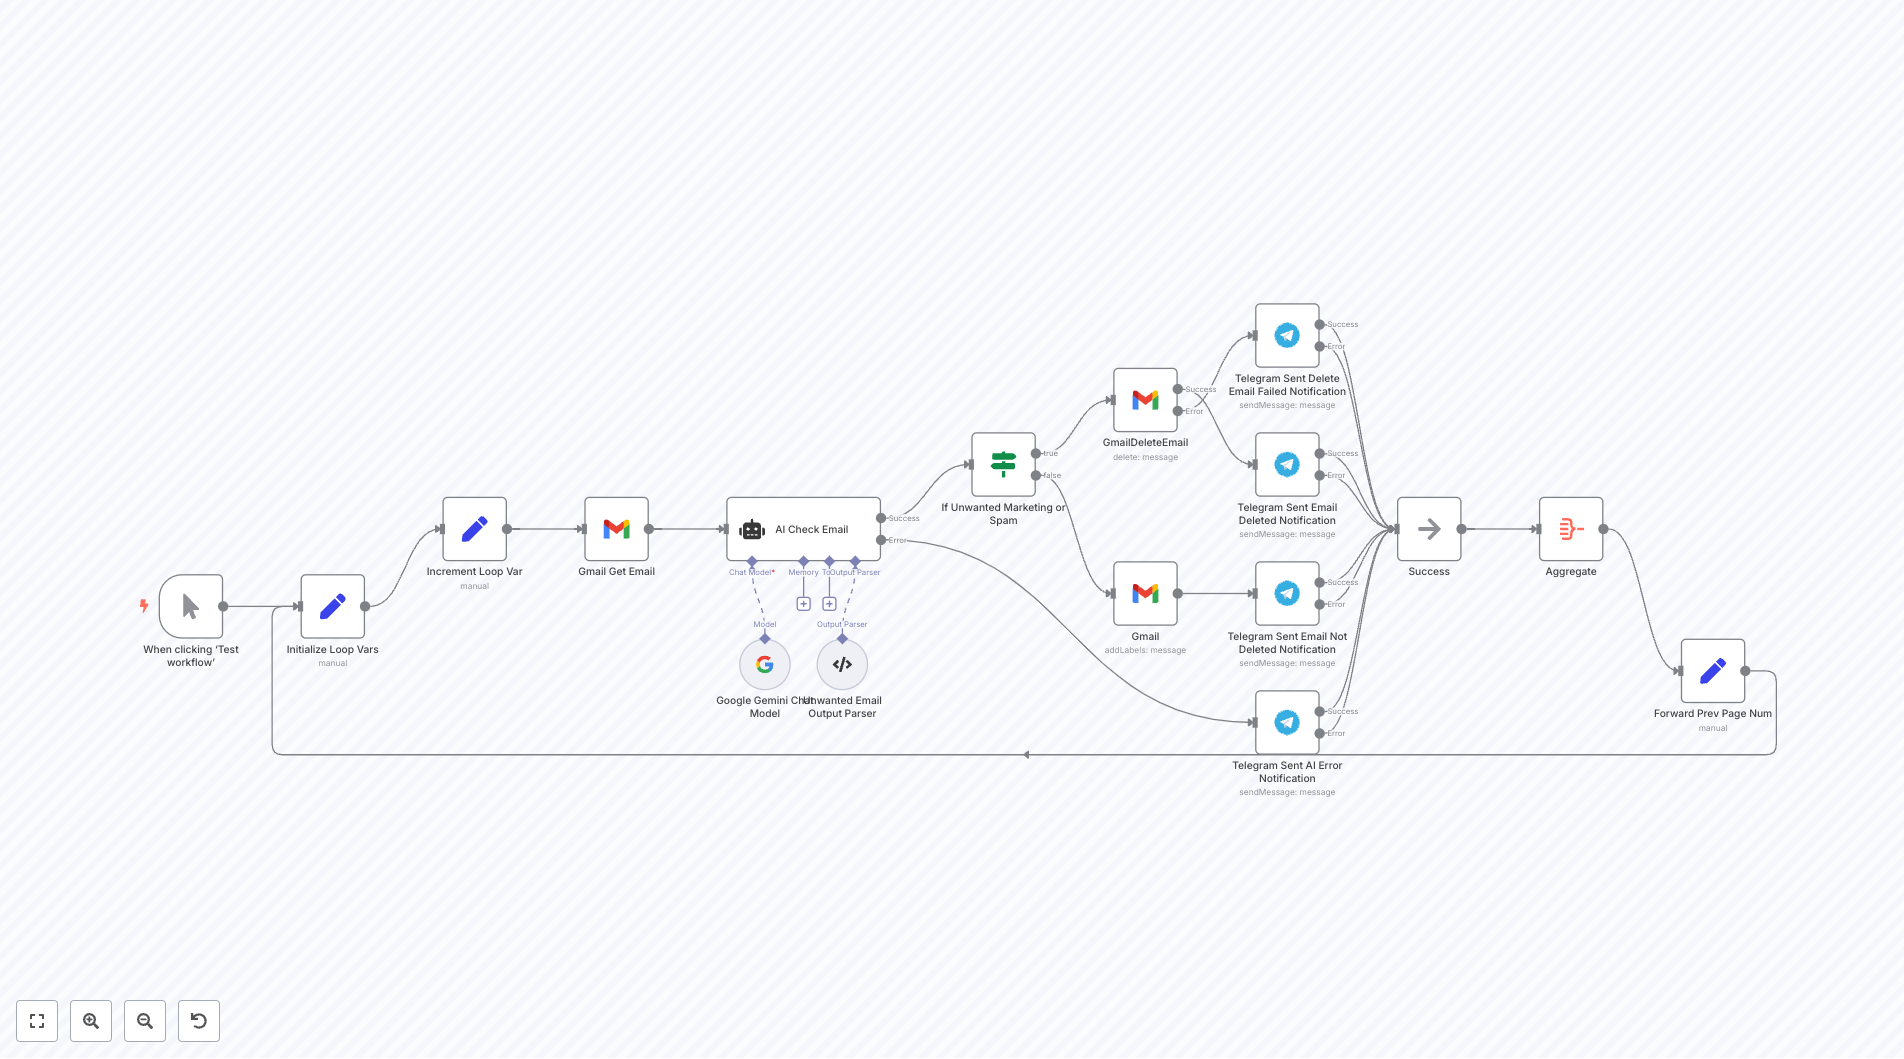 When clicking 'Test
workflow'
Initialize Loop Vars
manual
Increment Loop Var
manual
Gmail Get Email
AI Check Email
Success
Error
Chat Model*
Memory
To
Output Parser
Model
Output Parser
Google Gemini Chat
Model
Unwanted Email
Output Parser
If Unwanted Marketing or
Spam
true
false
GmailDeleteEmail
delete: message
Success
Error
Gmail
addLabels: message
Telegram Sent Delete
Email Failed Notification
sendMessage: message
Success
Error
Telegram Sent Email
Deleted Notification
sendMessage: message
Success
Error
Telegram Sent Email Not
Deleted Notification
sendMessage: message
Success
Error
Telegram Sent AI Error
Notification
sendMessage: message
Success
Error
Success
Aggregate
Forward Prev Page Num
manual